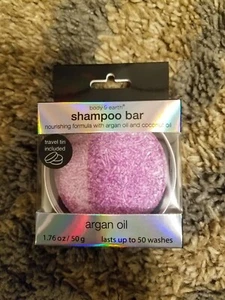 body & earth®
shampoo bar
nourishing formula with argan oil and coconut oil
travel tin
included
argan oil
1.76 oz / 50 g
lasts up to 50 washes